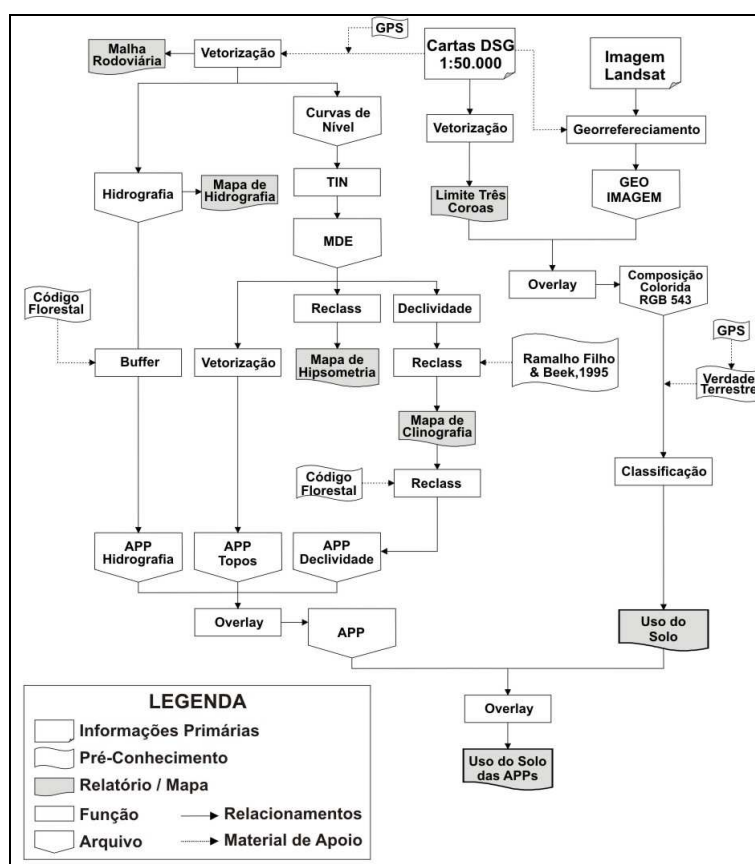 GPS
Malha
Rodoviária
Vetorização
Cartas DSG
1:50.000
Imagem
Landsat
Curvas de
Nível
Vetorização
Georrefereciamento
Hidrografia
Mapa de
Hidrografia
TIN
Limite Três
Coroas
GEO
IMAGEM
MDE
Overlay
Composição
Colorida
RGB 543
Código
Florestal
Reclass
Declividade
GPS
Buffer
Vetorização
Mapa de
Hipsometria
Reclass
Ramalho Filho
& Beek,1995
Verdade
Terrestre
Mapa de
Clinografia
Código
Florestal
Reclass
Classificação
APP
Hidrografia
APP
Topos
APP
Declividade
Overlay
APP
Uso do
Solo
Overlay
Uso do Solo
das APPs
LEGENDA
Informações Primárias
Pré-Conhecimento
Relatório / Mapa
Função
Relacionamentos
Arquivo
Material de Apoio